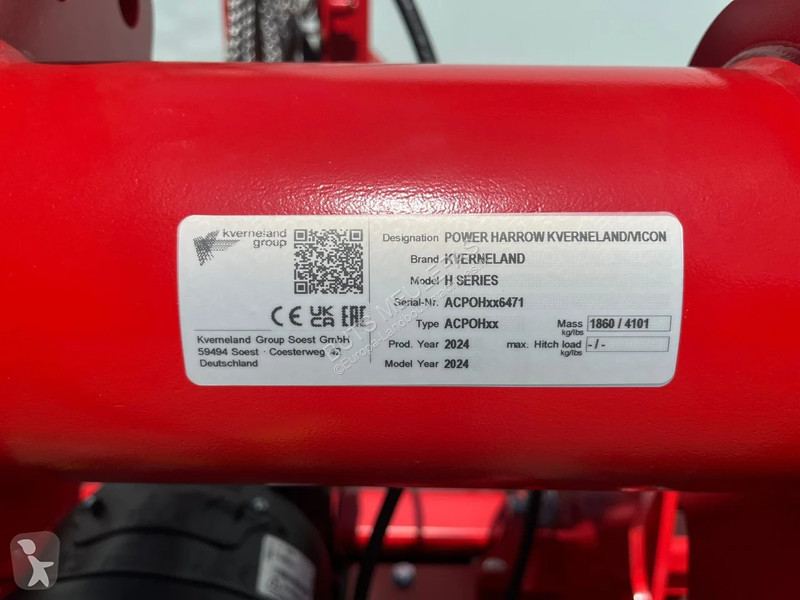 kverneland
group
CE UK
CA EAC
Kverneland Group Soest GmbH
59494 Soest · Coesterweg 42
Deutschland
Designation POWER HARROW KVERNELAND/VICON
Brand KVERNELAND
Model H SERIES
Serial-Nr. ACPOHxx6471
Type ACPOHxx Mass kg/lbs 1860 / 4101
Prod. Year 2024 max. Hitch load kg/lbs - / -
Model Year 2024